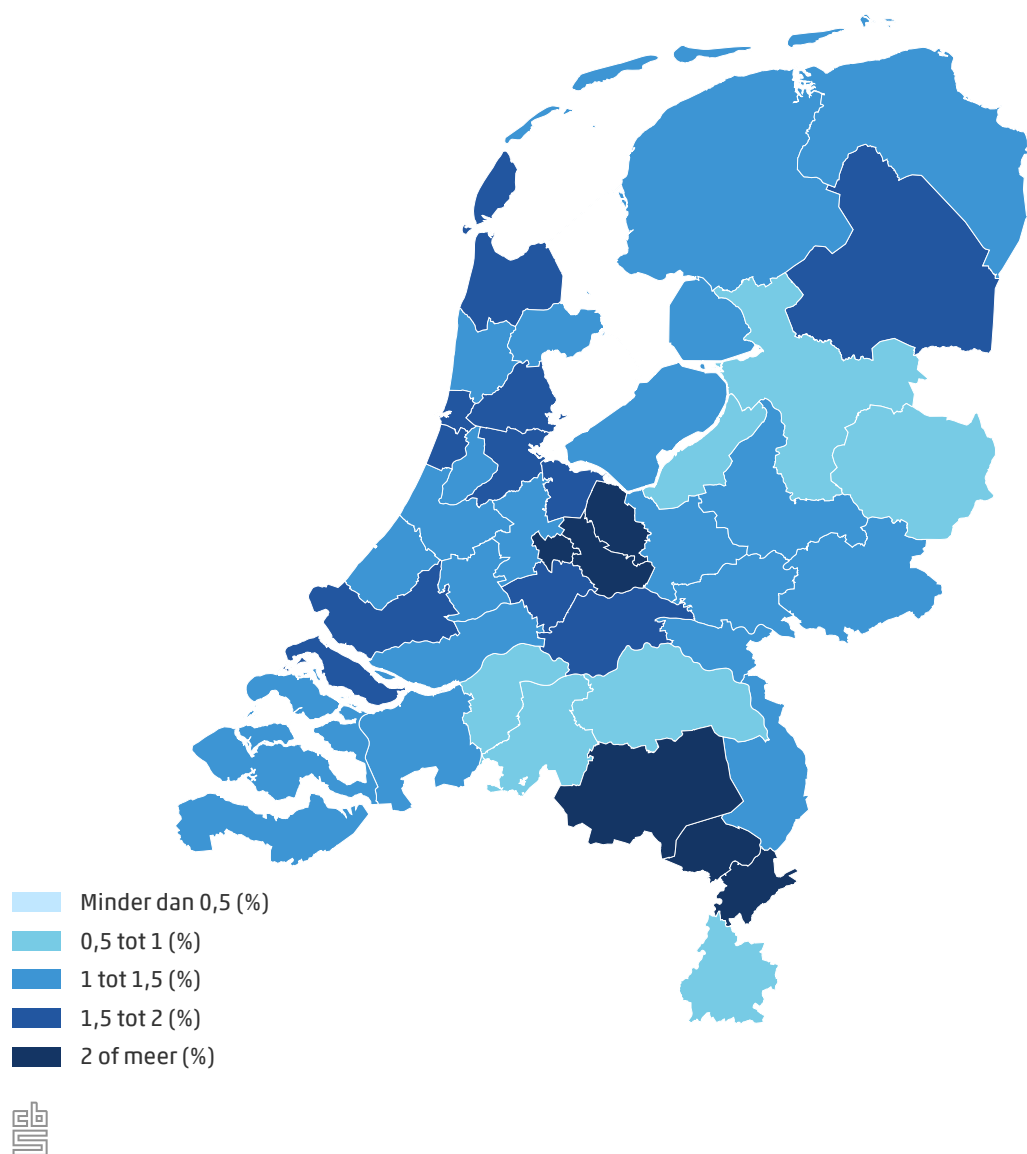 Minder dan 0,5 (%)
0,5 tot 1 (%)
1 tot 1,5 (%)
1,5 tot 2 (%)
2 of meer (%)
cb